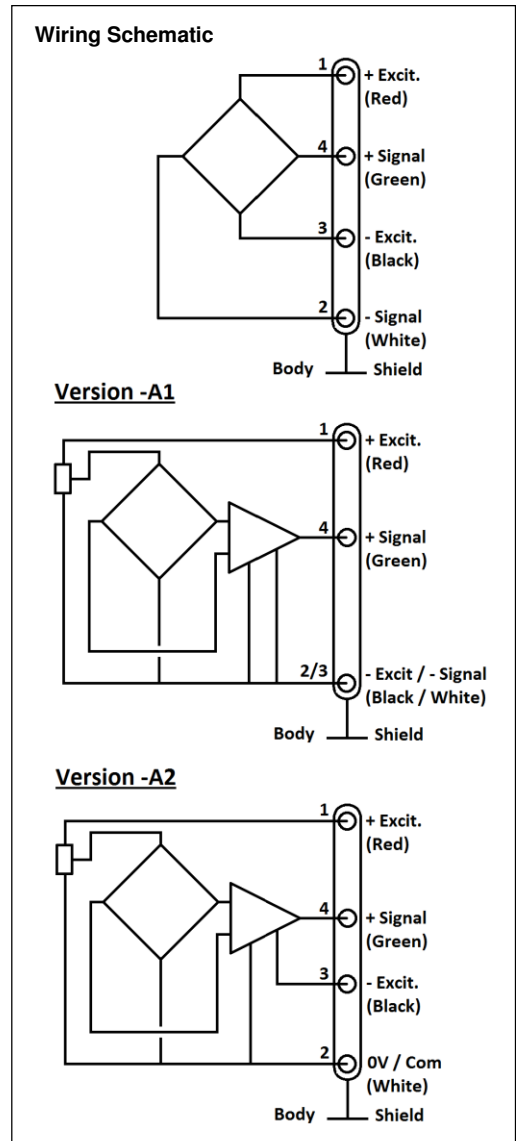 Wiring Schematic
1
+ Excit.
(Red)
4
+ Signal
(Green)
3
- Excit.
(Black)
2
- Signal
(White)
Body Shield
Version -A1
1
+ Excit.
(Red)
4
+ Signal
(Green)
2/3
- Excit / - Signal
(Black / White)
Body Shield
Version -A2
1
+ Excit.
(Red)
4
+ Signal
(Green)
3
- Excit.
(Black)
2
0V / Com
(White)
Body Shield